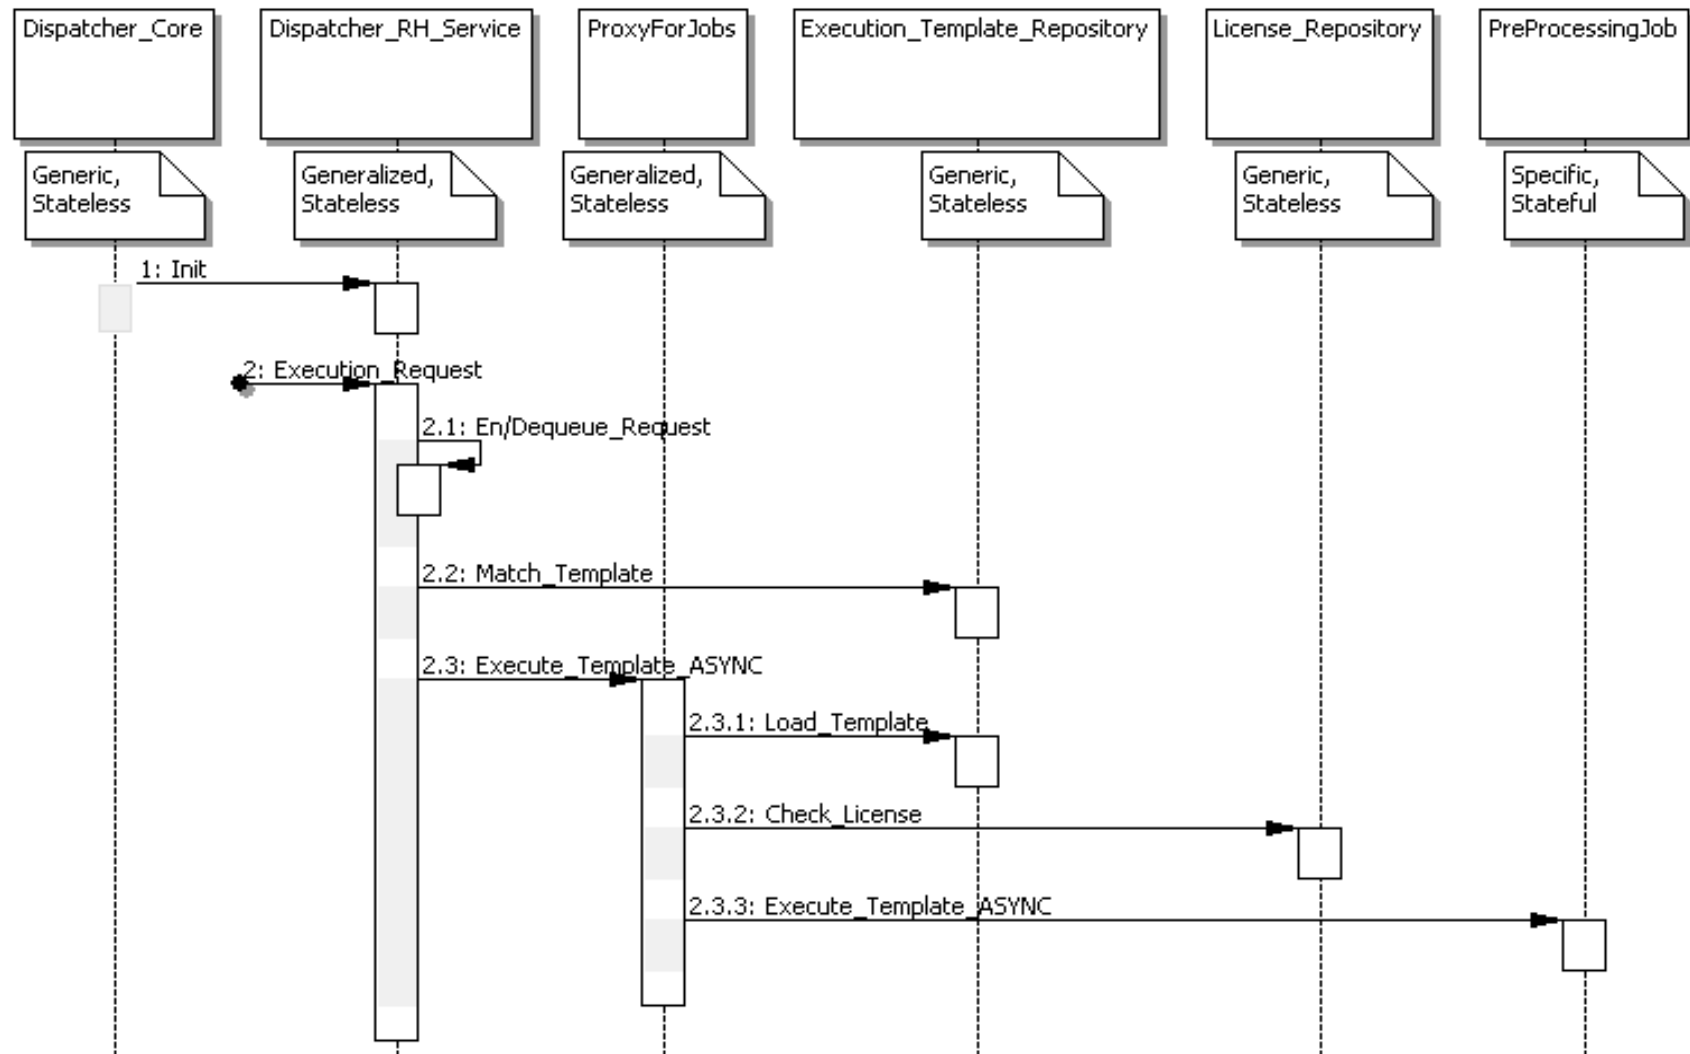 Dispatcher_Core
Dispatcher_RH_Service
ProxyForJobs
Execution_Template_Repository
License_Repository
PreProcessingJob
Generic,
Stateless
Generalized,
Stateless
Generalized,
Stateless
Generic,
Stateless
Generic,
Stateless
Specific,
Stateful
1: Init
2: Execution_Request
2.1: En/Dequeue_Request
2.2: Match_Template
2.3: Execute_Template_ASYNC
2.3.1: Load_Template
2.3.2: Check_License
2.3.3: Execute_Template_ASYNC